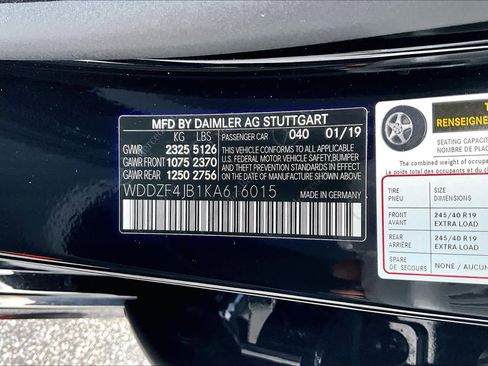 MFD BY DAIMLER AG STUTTGART
KG LBS PASSENGER CAR 040 01/19
GVWR 2325 5126 THIS VEHICLE CONFORMS TO ALL APPLICABLE
GAWR FRONT 1075 2370 U.S. FEDERAL MOTOR VEHICLE SAFETY, BUMPER
GAWR REAR 1250 2756 AND THEFT PREVENTION STANDARDS IN EFFECT
ON THE DATE OF MANUFACTURE SHOWN ABOVE.
WDDZF4JB1KA616015
RENSEIGNE
SEATING CAPACITY
NOMBRE DE
The combined weight of occupants
Le poids total des occupants et du
TIRE SIZE
PNEU DIMENSIONS
FRONT 245/40 R19
AVANT EXTRA LOAD
REAR 245/40 R19
ARRIÈRE EXTRA LOAD
SPARE NONE / AUCUN
DE SECOURS